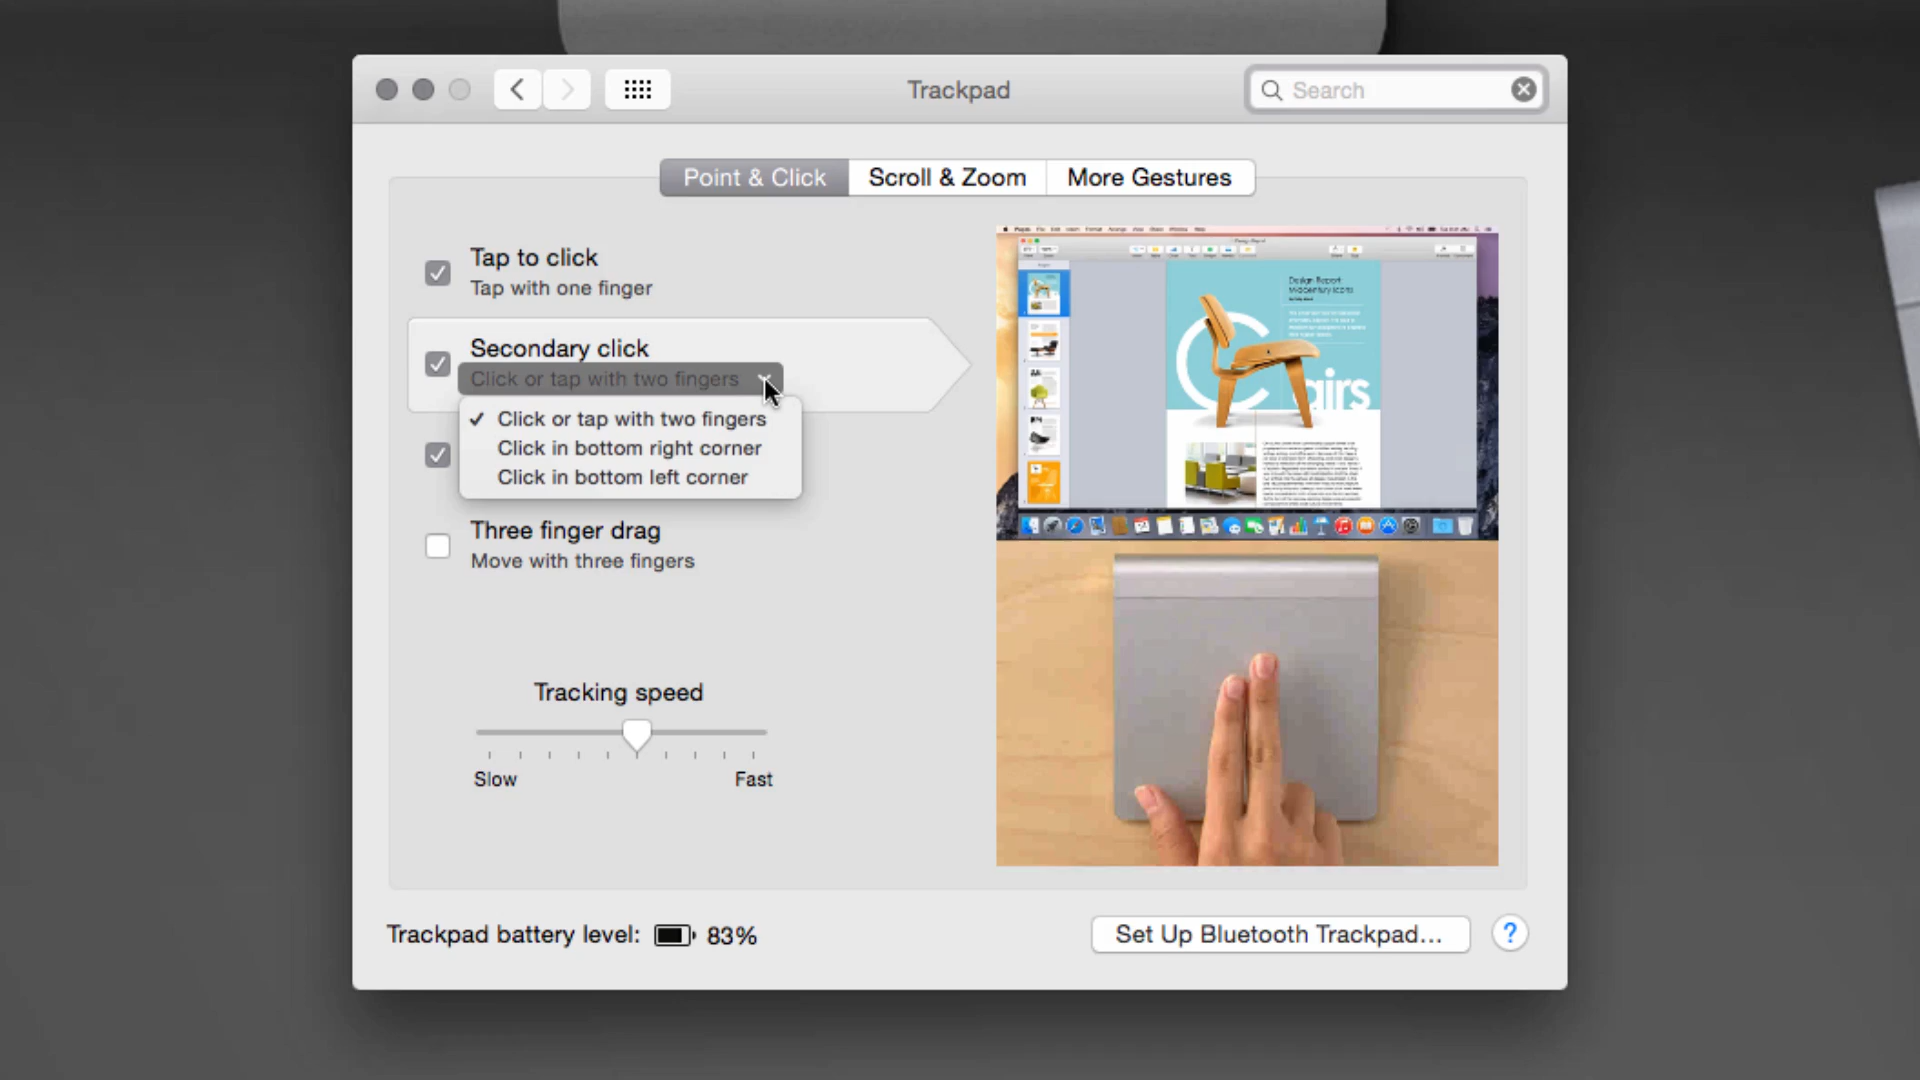 Trackpad
Search
Point & Click
Scroll & Zoom
More Gestures
Tap to click
Tap with one finger
Secondary click
Click or tap with two fingers
✓ Click or tap with two fingers
Click in bottom right corner
Click in bottom left corner
Three finger drag
Move with three fingers
Tracking speed
Slow
Fast
Design Report
airs
Trackpad battery level: 83%
Set Up Bluetooth Trackpad...
?